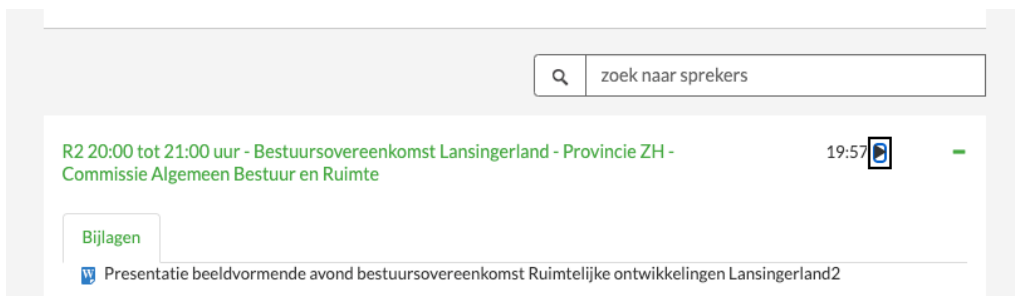 zoek naar sprekers
R2 20:00 tot 21:00 uur - Bestuursovereenkomst Lansingerland - Provincie ZH - 19:57
Commissie Algemeen Bestuur en Ruimte
Bijlagen
Presentatie beeldvormende avond bestuursovereenkomst Ruimtelijke ontwikkelingen Lansingerland2